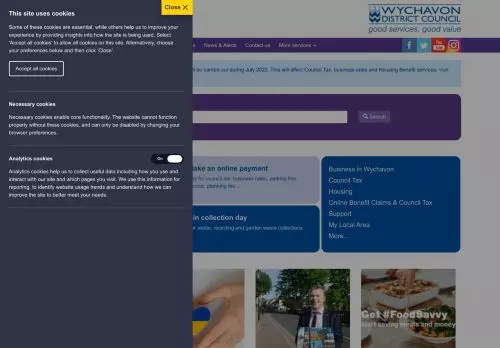 Close ×
This site uses cookies
Some of these cookies are essential, while others help us to improve your
experience by providing insights into how the site is being used. Select
'Accept all cookies' to allow all cookies on this site. Alternatively, choose
your preferences below and then click 'Close'.
Accept all cookies
Necessary cookies
Necessary cookies enable core functionality. The website cannot function
properly without these cookies, and can only be disabled by changing your
browser preferences.
Analytics cookies
On
Analytics cookies help us to collect useful data including how you use and
interact with our site and which pages you visit. We use this information for
reporting, to identify website usage trends and understand how we can
improve the site to better meet your needs.
WYCHAVON
DISTRICT COUNCIL
good services, good value
News & Alerts
Contact us
More services
You
Tube
be carried out during July 2022. This will affect Council Tax, business rates and Housing Benefit services. Visit
Search
ake an online payment
y for council tax, business rates, parking fine,
planning fee...
in collection day
waste, recycling and garden waste collections
Business in Wychavon
Council Tax
Housing
Online Benefit Claims & Council Tax
Support
My Local Area
More...
Get #FoodSavvy
start saving meals and money